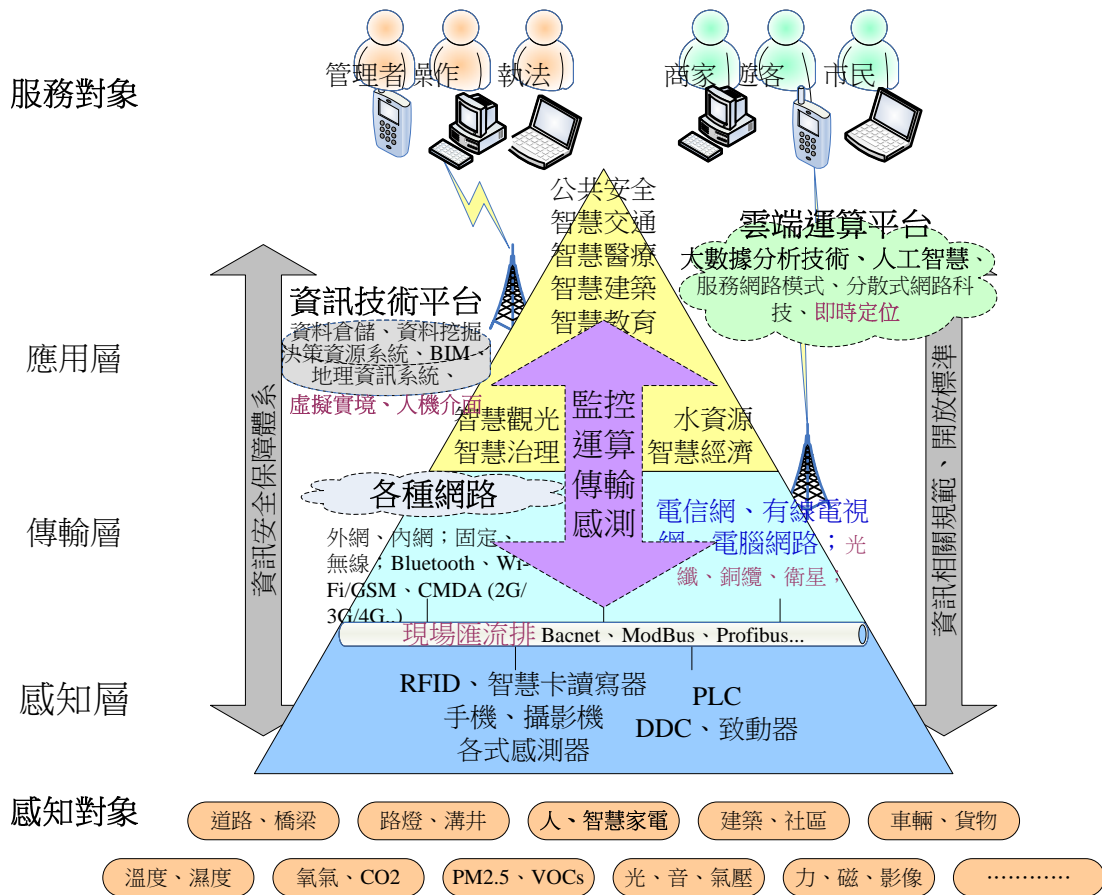 服務對象
管理者
操作
執法
商家
遊客
市民
公共安全
智慧交通
智慧醫療
智慧建築
智慧教育
雲端運算平台
大數據分析技術、人工智慧、
服務網路模式、分散式網路科
技、即時定位
資訊技術平台
資料倉儲、資料挖掘
決策資源系統、BIM、
地理資訊系統、
虛擬實境、人機介面
應用層
資訊安全保障體系
資訊相關規範、開放標準
智慧觀光
智慧治理
監控
運算
傳輸
感測
水資源
智慧經濟
傳輸層
各種網路
外網、內網；固定、
無線；Bluetooth、Wi-
Fi/GSM、CMDA (2G/
3G/4G..)
電信網、有線電視
網、電腦網路；光
纖、銅纜、衛星；
現場匯流排 Bacnet、ModBus、Profibus...
感知層
RFID、智慧卡讀寫器
手機、攝影機
各式感測器
PLC
DDC、致動器
感知對象
道路、橋梁
路燈、溝井
人、智慧家電
建築、社區
車輛、貨物
溫度、濕度
氧氣、CO2
PM2.5、VOCs
光、音、氣壓
力、磁、影像
…………